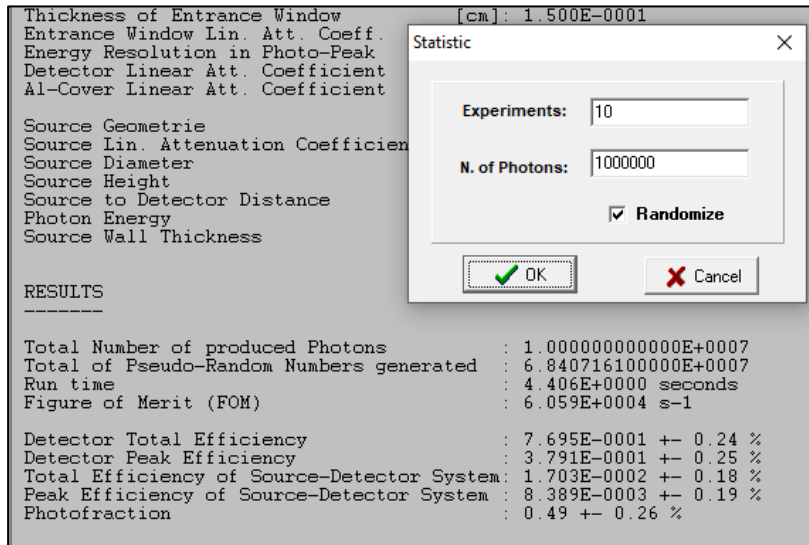 Thickness of Entrance Window [cm]: 1.500E-0001
Entrance Window Lin. Att. Coeff.
Energy Resolution in Photo-Peak
Detector Linear Att. Coefficient
Al-Cover Linear Att. Coefficient
Source Geometrie
Source Lin. Attenuation Coefficien
Source Diameter
Source Height
Source to Detector Distance
Photon Energy
Source Wall Thickness
Statistic
Experiments: 10
N. of Photons: 1000000
Randomize
OK Cancel
RESULTS
-------
Total Number of produced Photons : 1.000000000000E+0007
Total of Pseudo-Random Numbers generated : 6.840716100000E+0007
Run time : 4.406E+0000 seconds
Figure of Merit (FOM) : 6.059E+0004 s-1
Detector Total Efficiency : 7.695E-0001 +- 0.24 %
Detector Peak Efficiency : 3.791E-0001 +- 0.25 %
Total Efficiency of Source-Detector System: 1.703E-0002 +- 0.18 %
Peak Efficiency of Source-Detector System : 8.389E-0003 +- 0.19 %
Photofraction : 0.49 +- 0.26 %